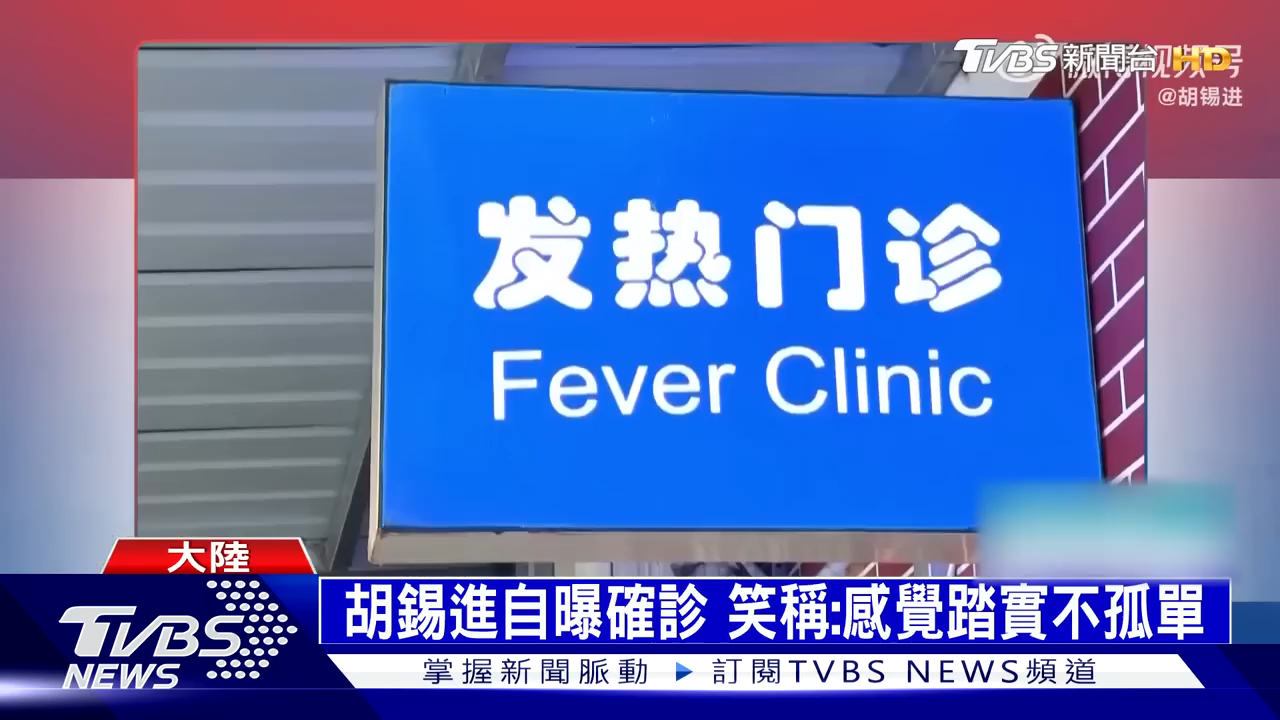 TVBS新聞台 HD
@胡锡进
发热门诊
Fever Clinic
大陸
胡錫進自曝確診 笑稱:感覺踏實不孤單
TVBS NEWS
掌握新聞脈動 訂閱TVBS NEWS頻道